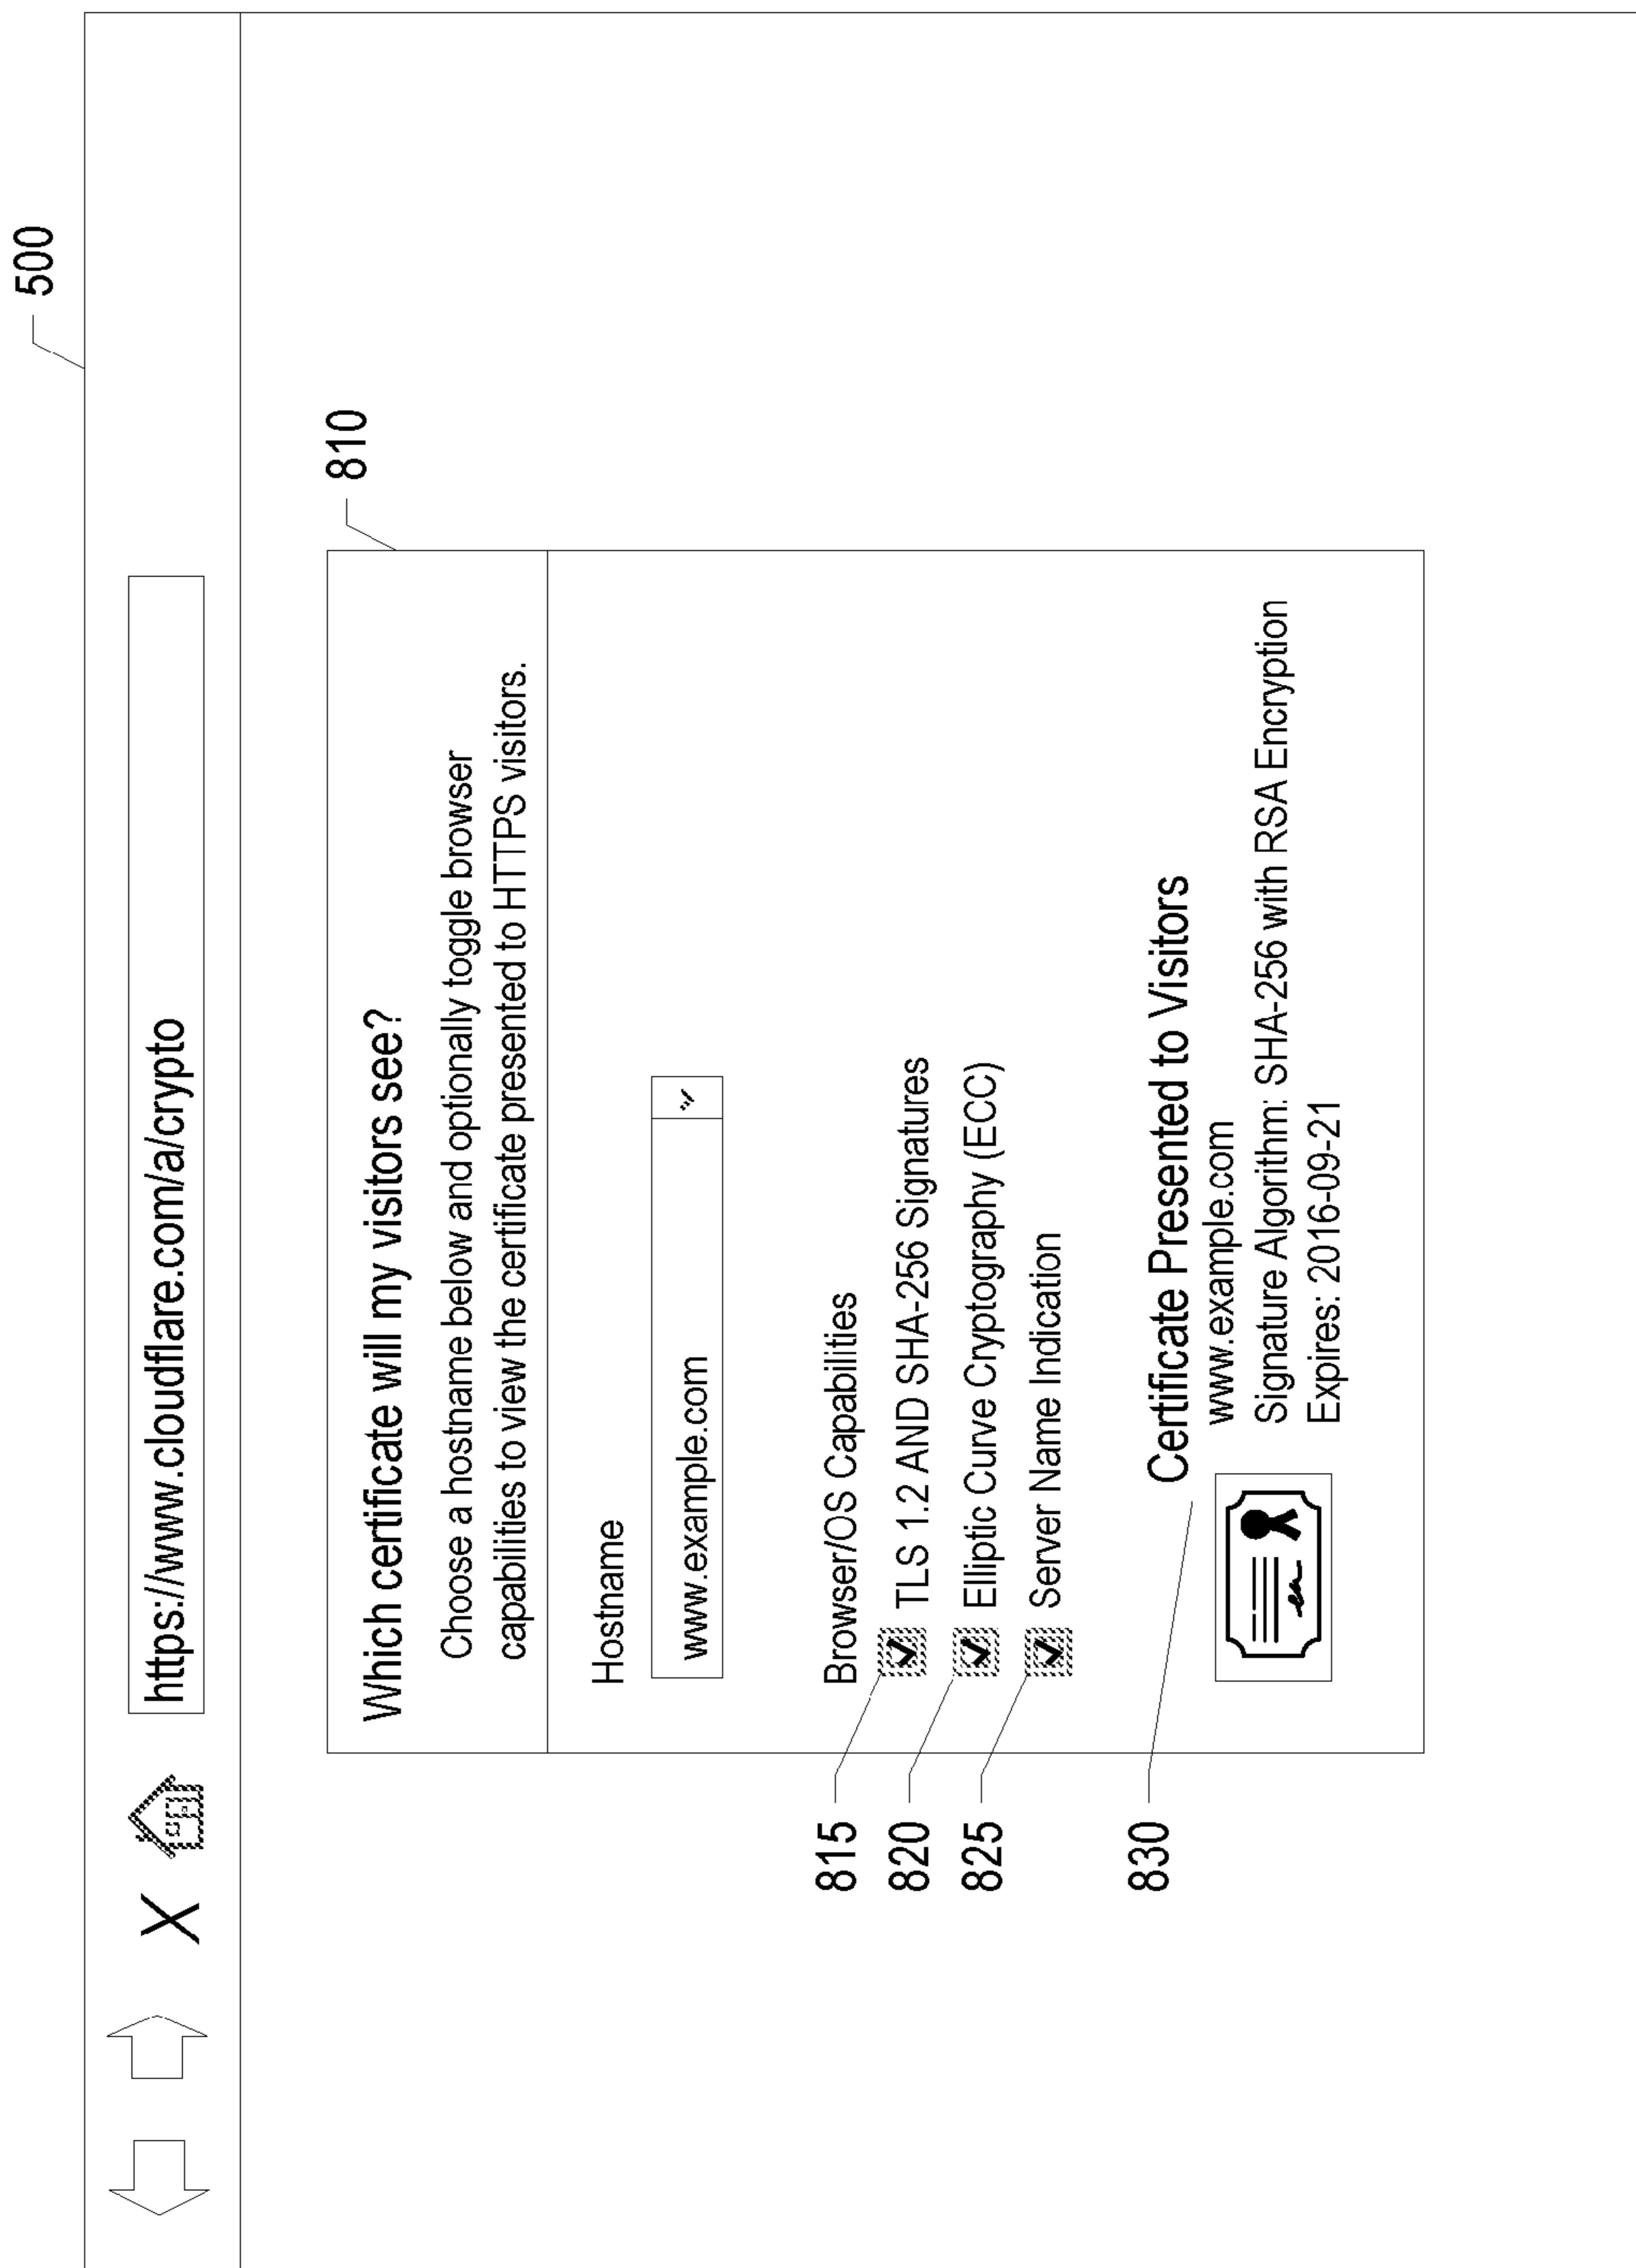 500
https://www.cloudflare.com/a/crypto
810
Which certificate will my visitors see?
Choose a hostname below and optionally toggle browser
capabilities to view the certificate presented to HTTPS visitors.
Hostname
www.example.com
Browser/OS Capabilities
815
TLS 1.2 AND SHA-256 Signatures
820
Elliptic Curve Cryptography (ECC)
825
Server Name Indication
830
Certificate Presented to Visitors
www.example.com
Signature Algorithm: SHA-256 with RSA Encryption
Expires: 2016-09-21